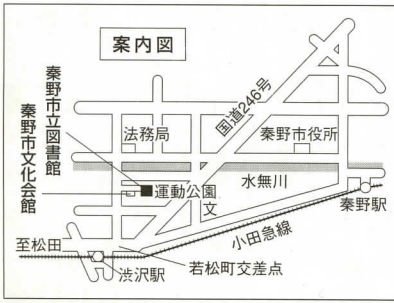 案内図
国道246号
秦野市立図書館
秦野市文化会館
法務局
秦野市役所
運動公園
水無川
文
秦野駅
小田急線
至松田
若松町交差点
渋沢駅